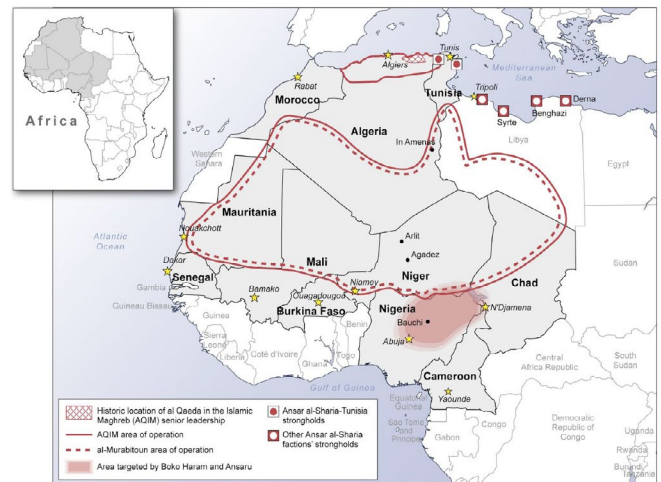 Africa
Algiers
Tunis
Mediterranean
Sea
Rabat
Morocco
Tunisia
Tripoli
Derna
Benghazi
Syrte
Algeria
Libya
Egypt
In Amenas
Western
Sahara
Mauritania
Atlantic
Ocean
Nouakchott
Arlit
Agadez
Mali
Niger
Chad
Sudan
Dakar
Senegal
Gambia
Guinea Bissau
Bamako
Niamey
Ouagadougou
Burkina Faso
Nigeria
N'Djamena
Bauchi
Abuja
Guinea
Sierra
Leone
Liberia
Cote d'Ivoire
Ghana
Togo
Benin
Central
African Republic
South
Sudan
Cameroon
Yaounde
Gulf of Guinea
Equatorial
Guinea
Sao Tome
and
Principe
Gabon
Congo
Democratic
Republic of
Congo
Uganda
Rwanda
Burundi
Tanzania
Historic location of al Qaeda in the Islamic
Maghreb (AQIM) senior leadership
AQIM area of operation
al-Murabitoun area of operation
Area targeted by Boko Haram and Ansaru
Ansar al-Sharia-Tunisia
strongholds
Other Ansar al-Sharia
factions' strongholds